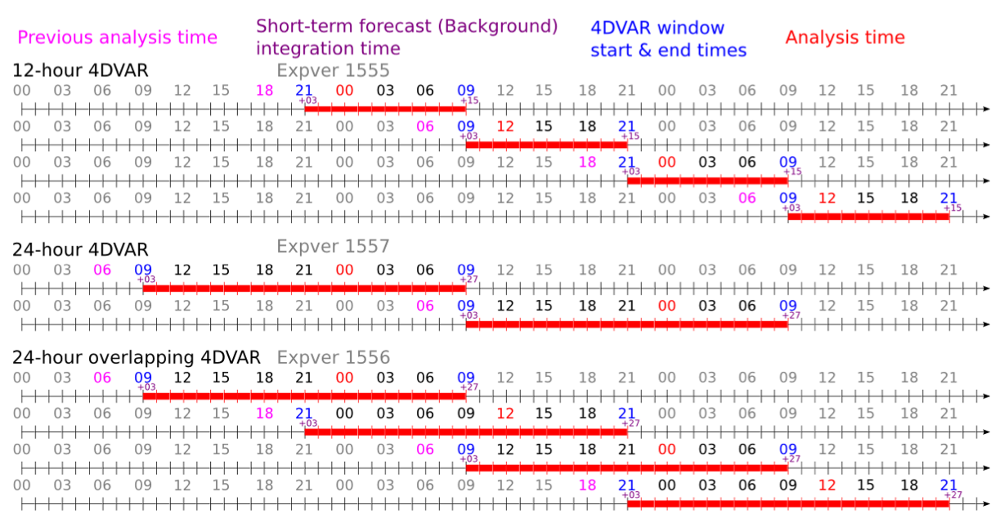 Previous analysis time
Short-term forecast (Background)
integration time
4DVAR window
start & end times
Analysis time
12-hour 4DVAR Expver 1555
00 03 06 09 12 15 18 21 00 03 06 09 12 15 18 21 00 03 06 09 12 15 18 21
+03 +15
00 03 06 09 12 15 18 21 00 03 06 09 12 15 18 21 00 03 06 09 12 15 18 21
+03 +15
00 03 06 09 12 15 18 21 00 03 06 09 12 15 18 21 00 03 06 09 12 15 18 21
+03 +15
00 03 06 09 12 15 18 21 00 03 06 09 12 15 18 21 00 03 06 09 12 15 18 21
+03 +15
24-hour 4DVAR Expver 1557
00 03 06 09 12 15 18 21 00 03 06 09 12 15 18 21 00 03 06 09 12 15 18 21
+03 +27
00 03 06 09 12 15 18 21 00 03 06 09 12 15 18 21 00 03 06 09 12 15 18 21
+03 +27
24-hour overlapping 4DVAR Expver 1556
00 03 06 09 12 15 18 21 00 03 06 09 12 15 18 21 00 03 06 09 12 15 18 21
+03 +27
00 03 06 09 12 15 18 21 00 03 06 09 12 15 18 21 00 03 06 09 12 15 18 21
+03 +27
00 03 06 09 12 15 18 21 00 03 06 09 12 15 18 21 00 03 06 09 12 15 18 21
+03 +27
00 03 06 09 12 15 18 21 00 03 06 09 12 15 18 21 00 03 06 09 12 15 18 21
+03 +27